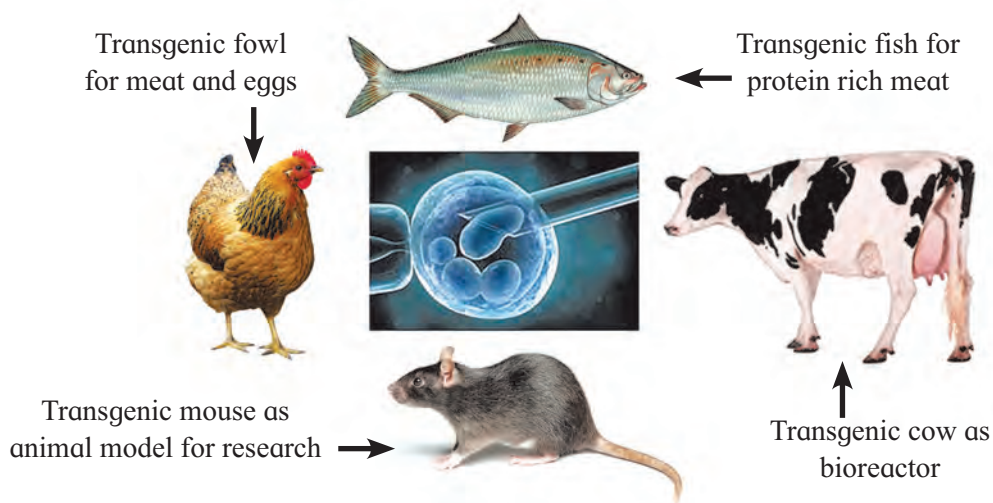 Transgenic fowl
for meat and eggs
Transgenic fish for
protein rich meat
Transgenic mouse as
animal model for research
Transgenic cow as
bioreactor